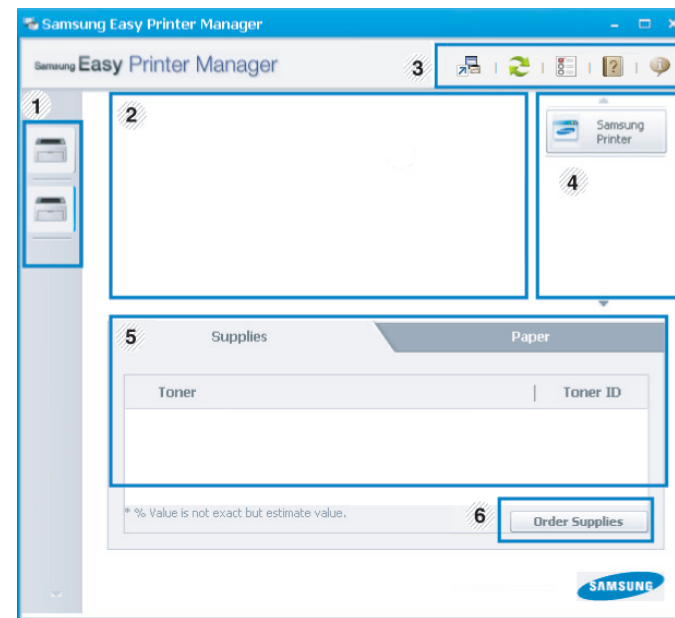 Samsung Easy Printer Manager
Samsung Easy Printer Manager
3
1
2
Samsung
Printer
4
5
Supplies
Paper
Toner
Toner ID
* % Value is not exact but estimate value.
6
Order Supplies
SAMSUNG